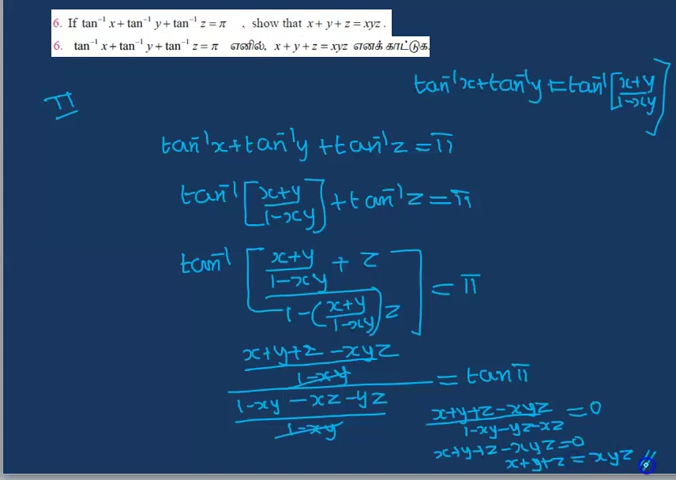 6. If tan⁻¹ x + tan⁻¹ y + tan⁻¹ z = π , show that x + y + z = xyz .
6. tan⁻¹ x + tan⁻¹ y + tan⁻¹ z = π எனில், x + y + z = xyz எனக் காட்டுக.
tan⁻¹x + tan⁻¹y = tan⁻¹[(x+y)/(1-xy)]
π
tan⁻¹x + tan⁻¹y + tan⁻¹z = π
tan⁻¹[(x+y)/(1-xy)] + tan⁻¹z = π
tan⁻¹[((x+y)/(1-xy) + z)/(1-((x+y)/(1-xy))z)] = π
((x+y+z-xyz)/(1-xy))/((1-xy-xz-yz)/(1-xy)) = tan π
(x+y+z-xyz)/(1-xy-yz-xz) = 0
x+y+z-xyz=0
x+y+z=xyz //